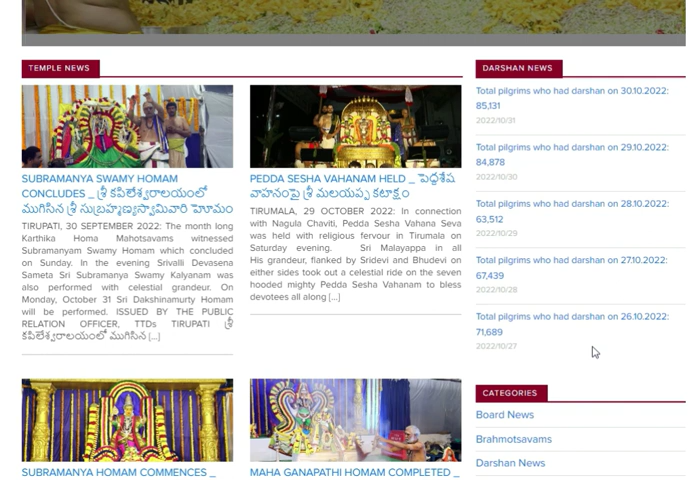 TEMPLE NEWS
SUBRAMANYA SWAMY HOMAM
CONCLUDES _ శ్రీ కపిలేశ్వరాలయంలో
ముగిసిన శ్రీ సుబ్రహ్మణ్యస్వామివారి హోమం
TIRUPATI, 30 SEPTEMBER 2022: The month long
Karthika Homa Mahotsavams witnessed
Subramanyam Swamy Homam which concluded
on Sunday. In the evening Srivalli Devasena
Sameta Sri Subramanya Swamy Kalyanam was
also performed with celestial grandeur. On
Monday, October 31 Sri Dakshinamurty Homam
will be performed. ISSUED BY THE PUBLIC
RELATION OFFICER, TTDs TIRUPATI శ్రీ
కపిలేశ్వరాలయంలో ముగిసిన [...]
PEDDA SESHA VAHANAM HELD _ పెద్దశేష
వాహనంపై శ్రీ మలయప్ప కటాక్షం
TIRUMALA, 29 OCTOBER 2022: In connection
with Nagula Chaviti, Pedda Sesha Vahana Seva
was held with religious fervour in Tirumala on
Saturday evening. Sri Malayappa in all
His grandeur, flanked by Sridevi and Bhudevi on
either sides took out a celestial ride on the seven
hooded mighty Pedda Sesha Vahanam to bless
devotees all along [...]
SUBRAMANYA HOMAM COMMENCES _
MAHA GANAPATHI HOMAM COMPLETED _
DARSHAN NEWS
Total pilgrims who had darshan on 30.10.2022:
85,131
2022/10/31
Total pilgrims who had darshan on 29.10.2022:
84,878
2022/10/30
Total pilgrims who had darshan on 28.10.2022:
63,512
2022/10/29
Total pilgrims who had darshan on 27.10.2022:
67,439
2022/10/28
Total pilgrims who had darshan on 26.10.2022:
71,689
2022/10/27
CATEGORIES
Board News
Brahmotsavams
Darshan News